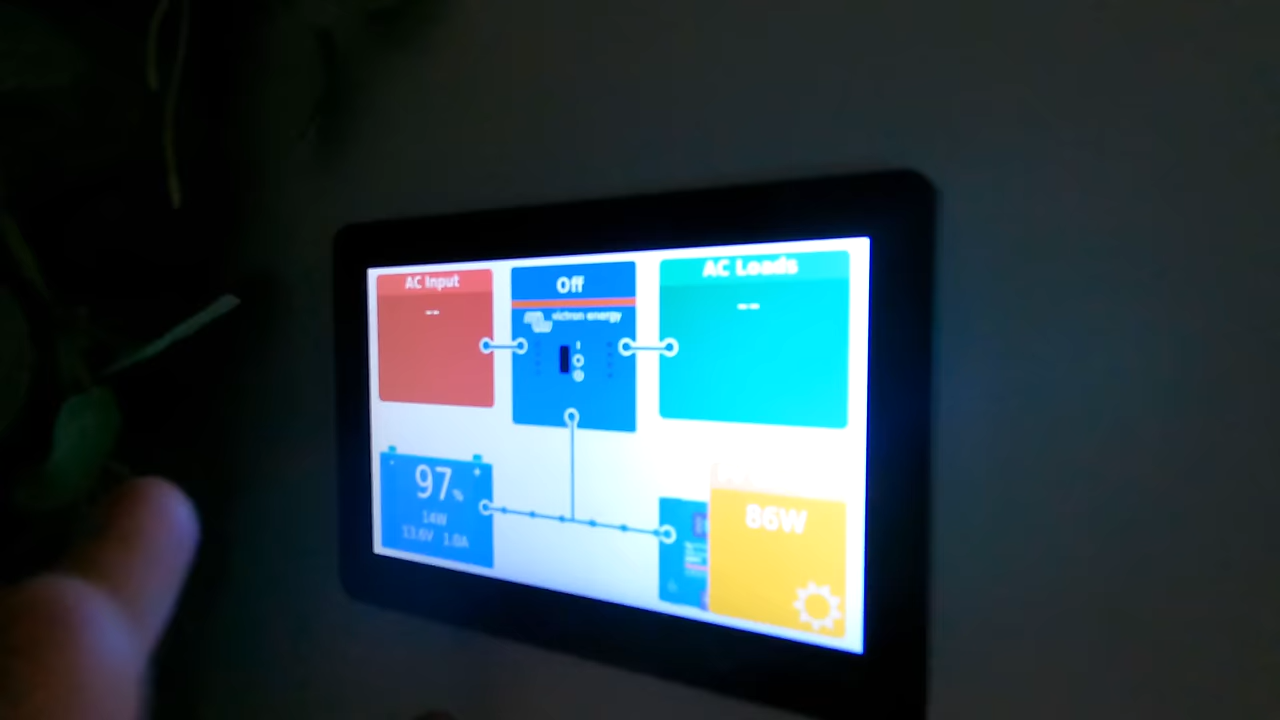 AC Input
--
Off
victron energy
AC Loads
--
97%
14W
13.6V 1.0A
86W